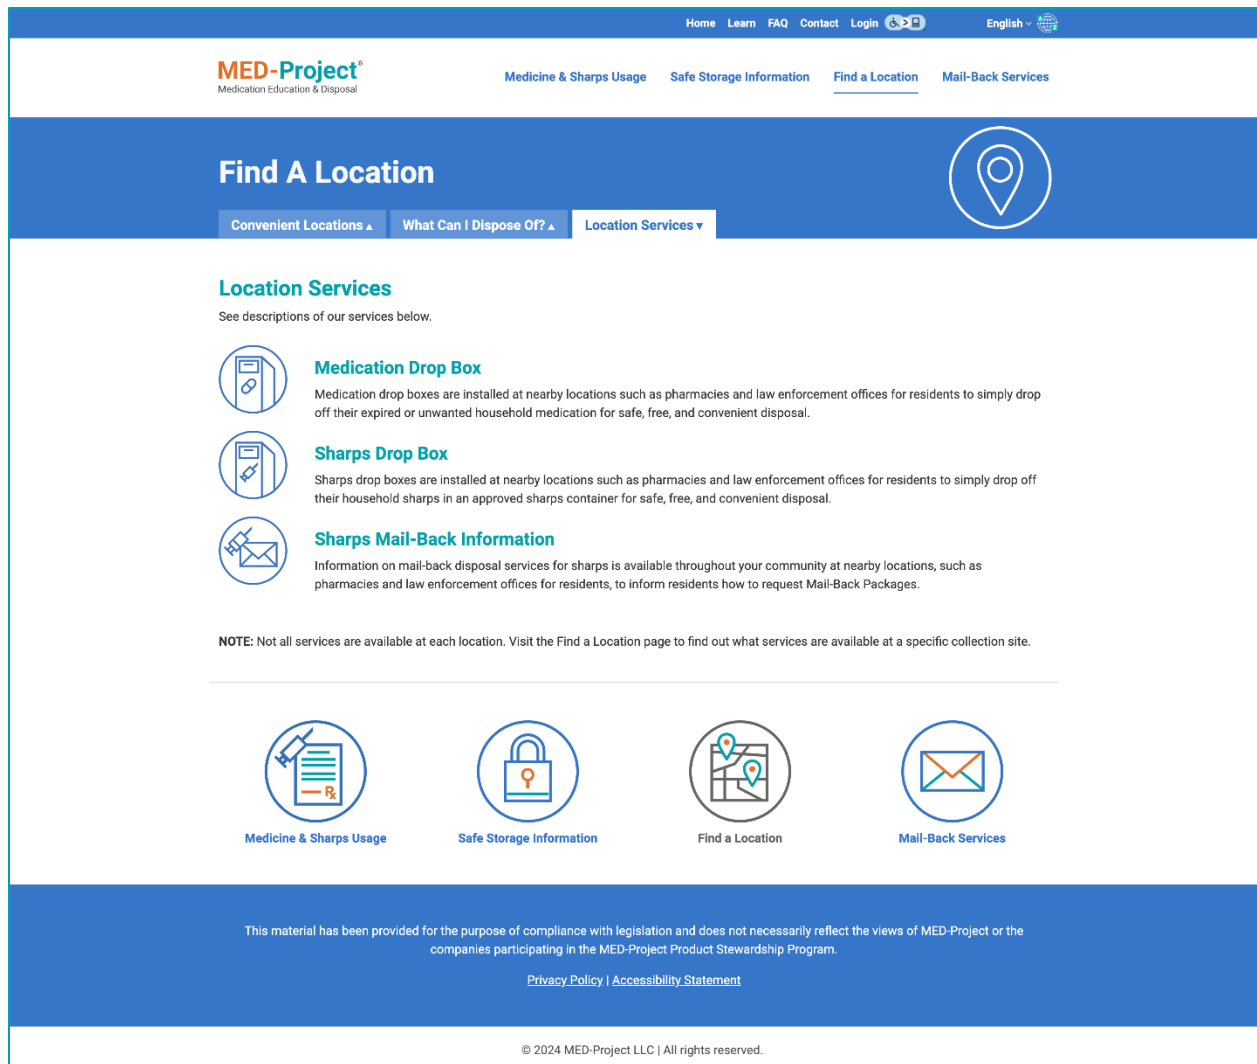 Home Learn FAQ Contact Login English
MED-Project®
Medication Education & Disposal
Medicine & Sharps Usage Safe Storage Information Find a Location Mail-Back Services
Find A Location
Convenient Locations ▴ What Can I Dispose Of? ▴ Location Services ▾
Location Services
See descriptions of our services below.
Medication Drop Box
Medication drop boxes are installed at nearby locations such as pharmacies and law enforcement offices for residents to simply drop
off their expired or unwanted household medication for safe, free, and convenient disposal.
Sharps Drop Box
Sharps drop boxes are installed at nearby locations such as pharmacies and law enforcement offices for residents to simply drop off
their household sharps in an approved sharps container for safe, free, and convenient disposal.
Sharps Mail-Back Information
Information on mail-back disposal services for sharps is available throughout your community at nearby locations, such as
pharmacies and law enforcement offices for residents, to inform residents how to request Mail-Back Packages.
NOTE: Not all services are available at each location. Visit the Find a Location page to find out what services are available at a specific collection site.
Rx
Medicine & Sharps Usage Safe Storage Information Find a Location Mail-Back Services
This material has been provided for the purpose of compliance with legislation and does not necessarily reflect the views of MED-Project or the
companies participating in the MED-Project Product Stewardship Program.
Privacy Policy | Accessibility Statement
© 2024 MED-Project LLC | All rights reserved.